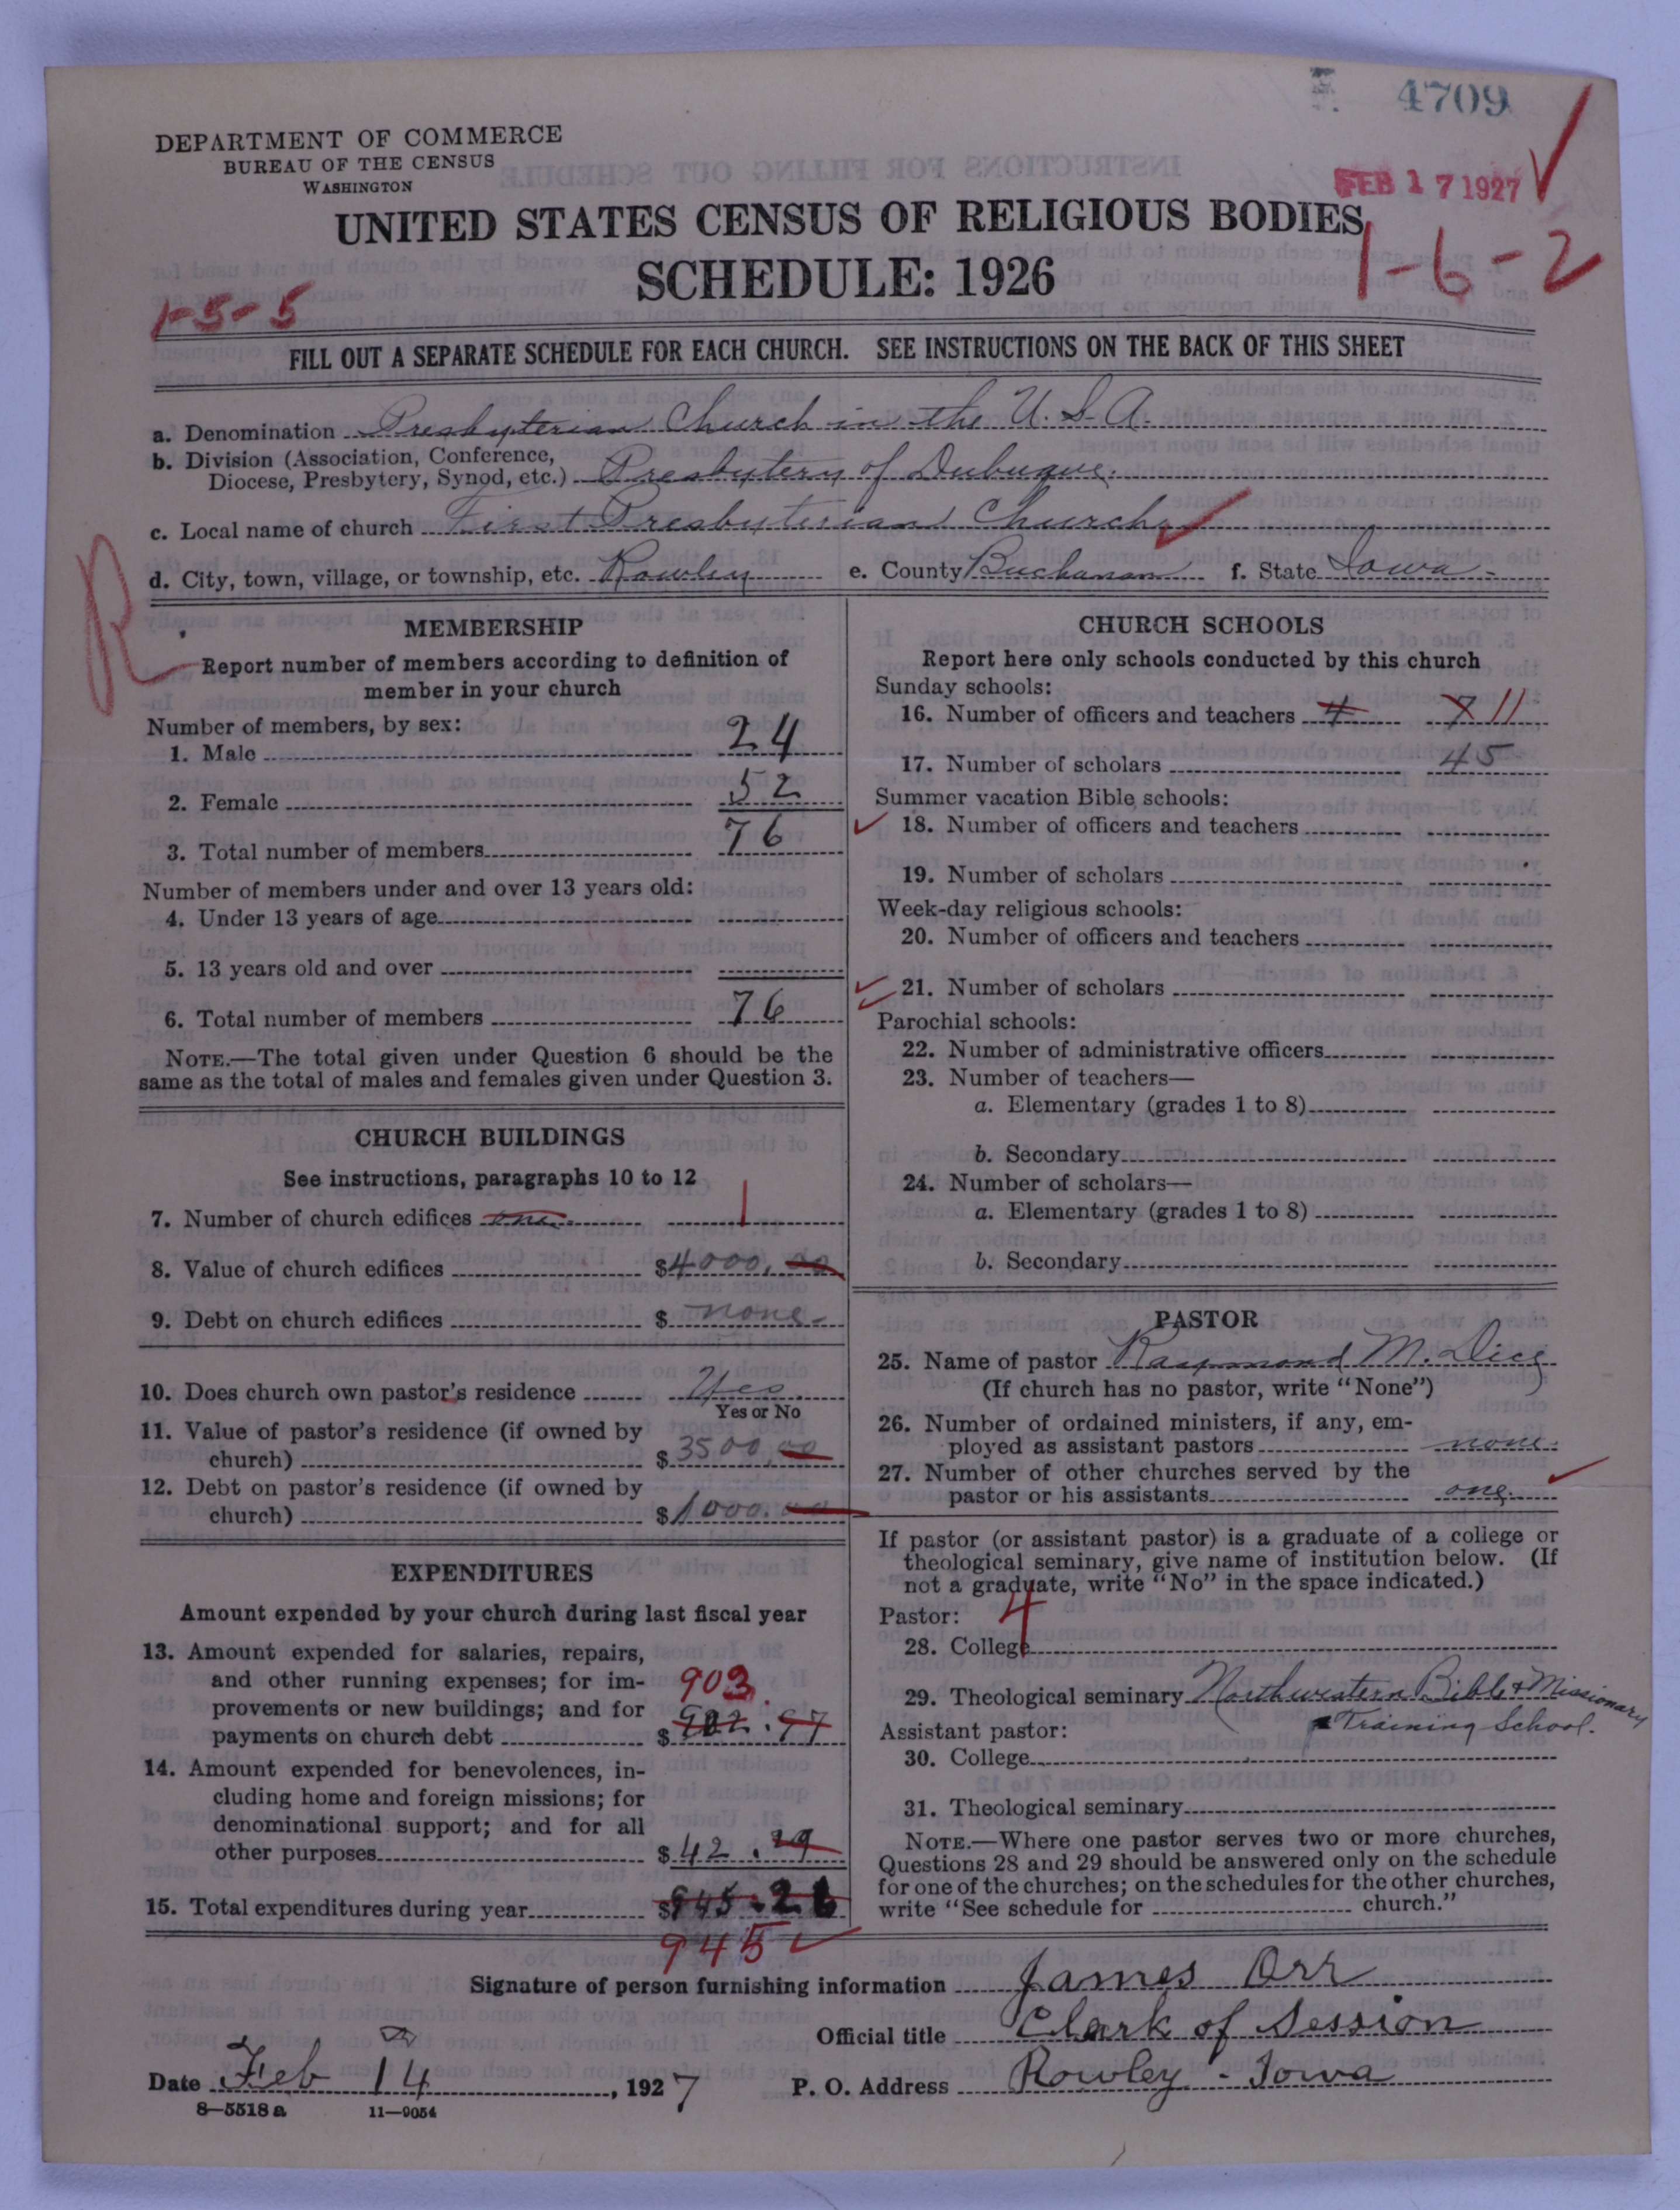 4709
DEPARTMENT OF COMMERCE
BUREAU OF THE CENSUS
WASHINGTON
FEB 17 1927
UNITED STATES CENSUS OF RELIGIOUS BODIES
SCHEDULE: 1926
1-6-2
1-5-5
FILL OUT A SEPARATE SCHEDULE FOR EACH CHURCH. SEE INSTRUCTIONS ON THE BACK OF THIS SHEET
a. Denomination Presbyterian Church in the U.S.A.
b. Division (Association, Conference,
Diocese, Presbytery, Synod, etc.) Presbytery of Dubuque.
c. Local name of church First Presbyterian Church
d. City, town, village, or township, etc. Rowley e. County Buchanan f. State Iowa
R
MEMBERSHIP
Report number of members according to definition of
member in your church
Number of members, by sex:
1. Male 24
2. Female 52
3. Total number of members 76
Number of members under and over 13 years old:
4. Under 13 years of age
5. 13 years old and over
6. Total number of members 76
NOTE.—The total given under Question 6 should be the
same as the total of males and females given under Question 3.
CHURCH BUILDINGS
See instructions, paragraphs 10 to 12
7. Number of church edifices one 1
8. Value of church edifices $4000.00
9. Debt on church edifices $ none
10. Does church own pastor's residence Yes
Yes or No
11. Value of pastor's residence (if owned by
church) $3500.00
12. Debt on pastor's residence (if owned by
church) $1000.00
EXPENDITURES
Amount expended by your church during last fiscal year
13. Amount expended for salaries, repairs,
and other running expenses; for im-
provements or new buildings; and for 903
payments on church debt $902.97
14. Amount expended for benevolences, in-
cluding home and foreign missions; for
denominational support; and for all
other purposes $42.29
15. Total expenditures during year $945.26
945
CHURCH SCHOOLS
Report here only schools conducted by this church
Sunday schools:
16. Number of officers and teachers 4 7 11
17. Number of scholars 45
Summer vacation Bible schools:
18. Number of officers and teachers
19. Number of scholars
Week-day religious schools:
20. Number of officers and teachers
21. Number of scholars
Parochial schools:
22. Number of administrative officers
23. Number of teachers—
a. Elementary (grades 1 to 8)
b. Secondary
24. Number of scholars—
a. Elementary (grades 1 to 8)
b. Secondary
PASTOR
25. Name of pastor Raymond M. Dice
(If church has no pastor, write "None")
26. Number of ordained ministers, if any, em-
ployed as assistant pastors none
27. Number of other churches served by the
pastor or his assistants one
If pastor (or assistant pastor) is a graduate of a college or
theological seminary, give name of institution below. (If
not a graduate, write "No" in the space indicated.)
Pastor: 4
28. College
29. Theological seminary Northwestern Bible & Missionary
Training School.
Assistant pastor:
30. College
31. Theological seminary
NOTE.—Where one pastor serves two or more churches,
Questions 28 and 29 should be answered only on the schedule
for one of the churches; on the schedules for the other churches,
write "See schedule for church."
Signature of person furnishing information James Orr
Official title Clerk of Session
Date Feb 14, 1927 P. O. Address Rowley - Iowa
8—5518a 11—9054